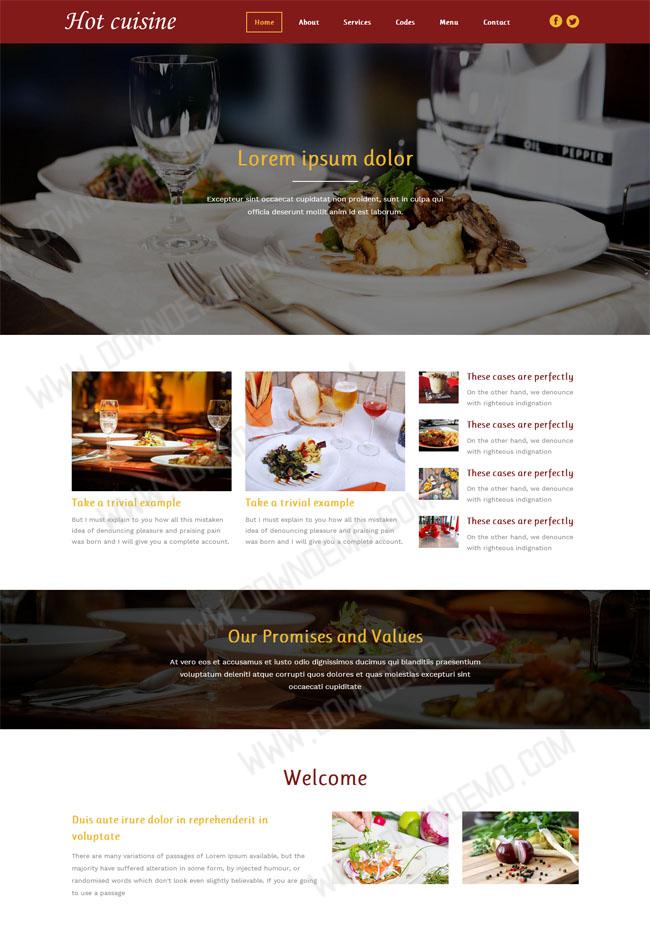 Hot cuisine
Home About Services Codes Menu Contact
OIL PEPPER
Lorem ipsum dolor
Excepteur sint occaecat cupidatat non proident, sunt in culpa qui
officia deserunt mollit anim id est laborum.
Take a trivial example
But I must explain to you how all this mistaken
idea of denouncing pleasure and praising pain
was born and I will give you a complete account.
Take a trivial example
But I must explain to you how all this mistaken
idea of denouncing pleasure and praising pain
was born and I will give you a complete account.
These cases are perfectly
On the other hand, we denounce
with righteous indignation
These cases are perfectly
On the other hand, we denounce
with righteous indignation
These cases are perfectly
On the other hand, we denounce
with righteous indignation
These cases are perfectly
On the other hand, we denounce
with righteous indignation
Our Promises and Values
At vero eos et accusamus et iusto odio dignissimos ducimus qui blanditiis praesentium
voluptatum deleniti atque corrupti quos dolores et quas molestias excepturi sint
occaecati cupiditate
Welcome
Duis aute irure dolor in reprehenderit in
voluptate
There are many variations of passages of Lorem Ipsum available, but the
majority have suffered alteration in some form, by injected humour, or
randomised words which don't look even slightly believable. If you are going
to use a passage
WWW.DOWNDEMO.COM
WWW.DOWNDEMO.COM
WWW.DOWNDEMO.COM